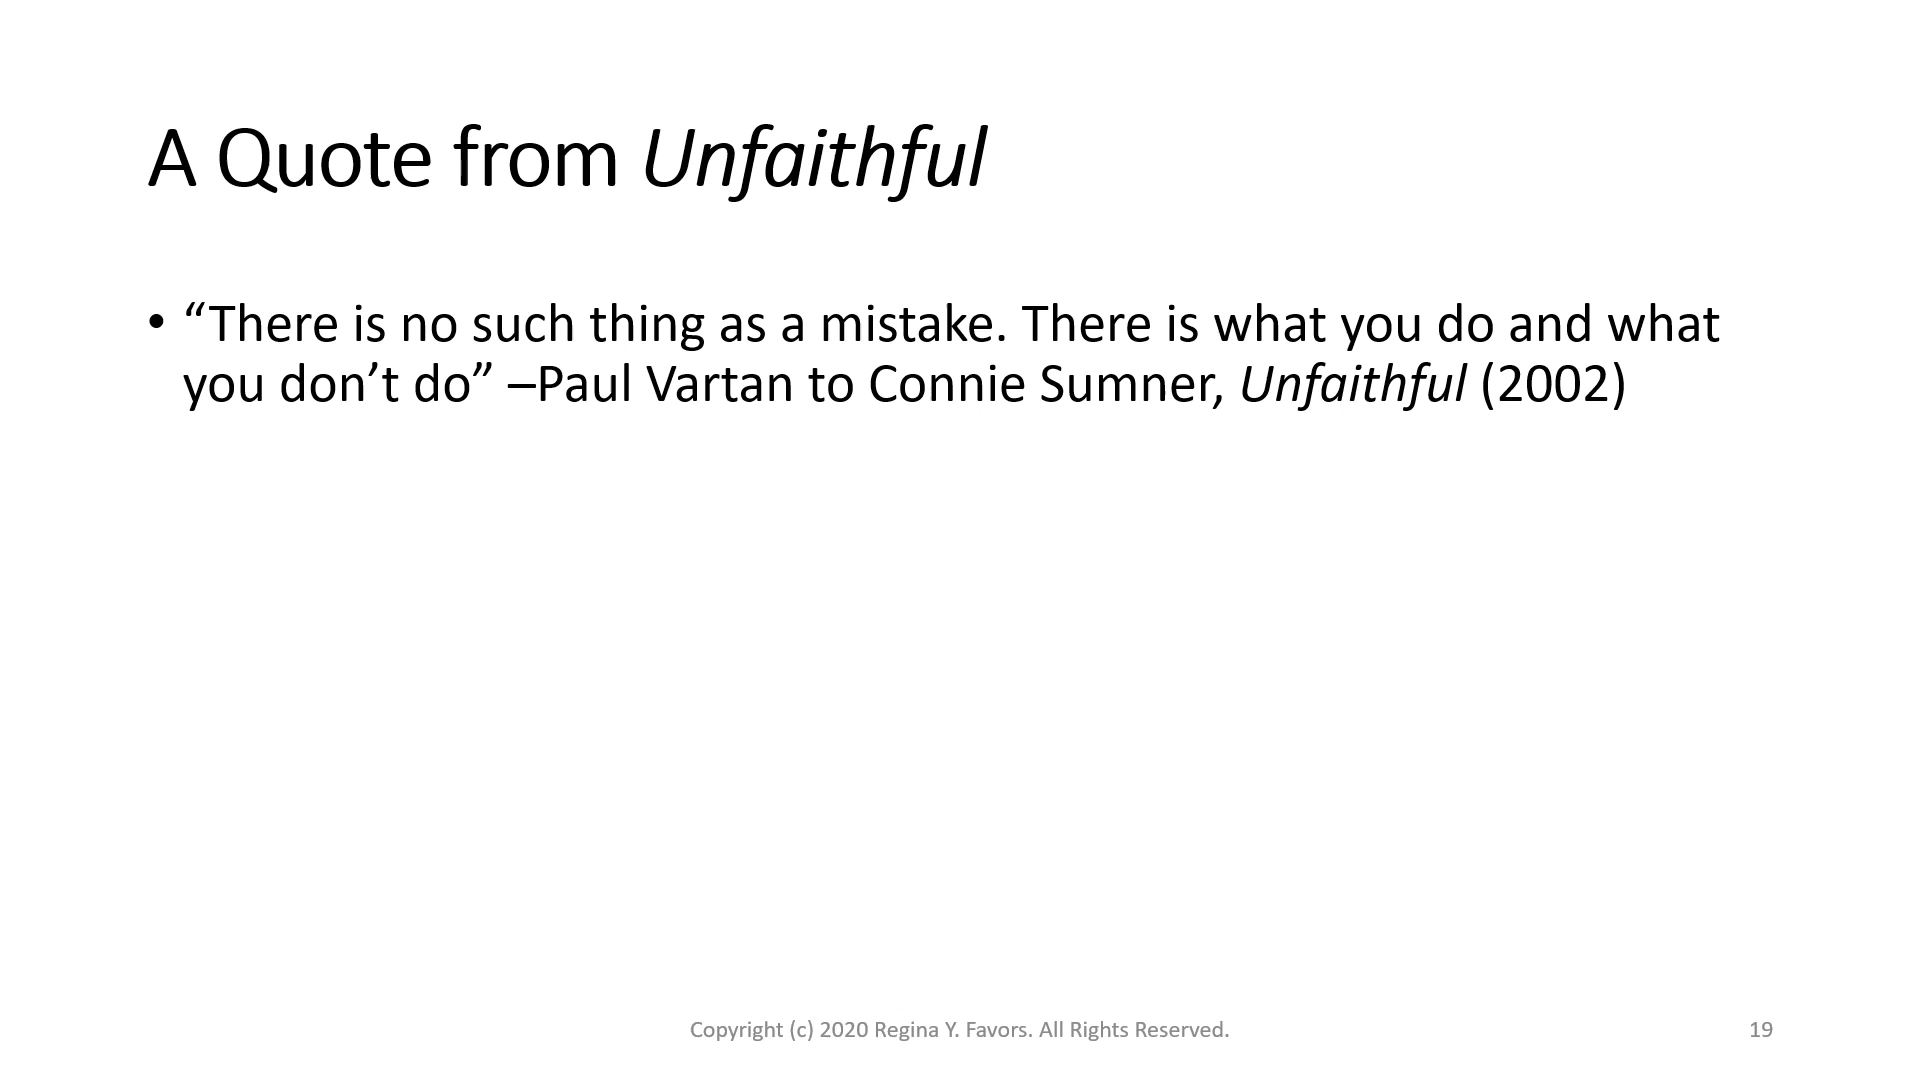 A Quote from Unfaithful
• “There is no such thing as a mistake. There is what you do and what
you don’t do” –Paul Vartan to Connie Sumner, Unfaithful (2002)
Copyright (c) 2020 Regina Y. Favors. All Rights Reserved.
19